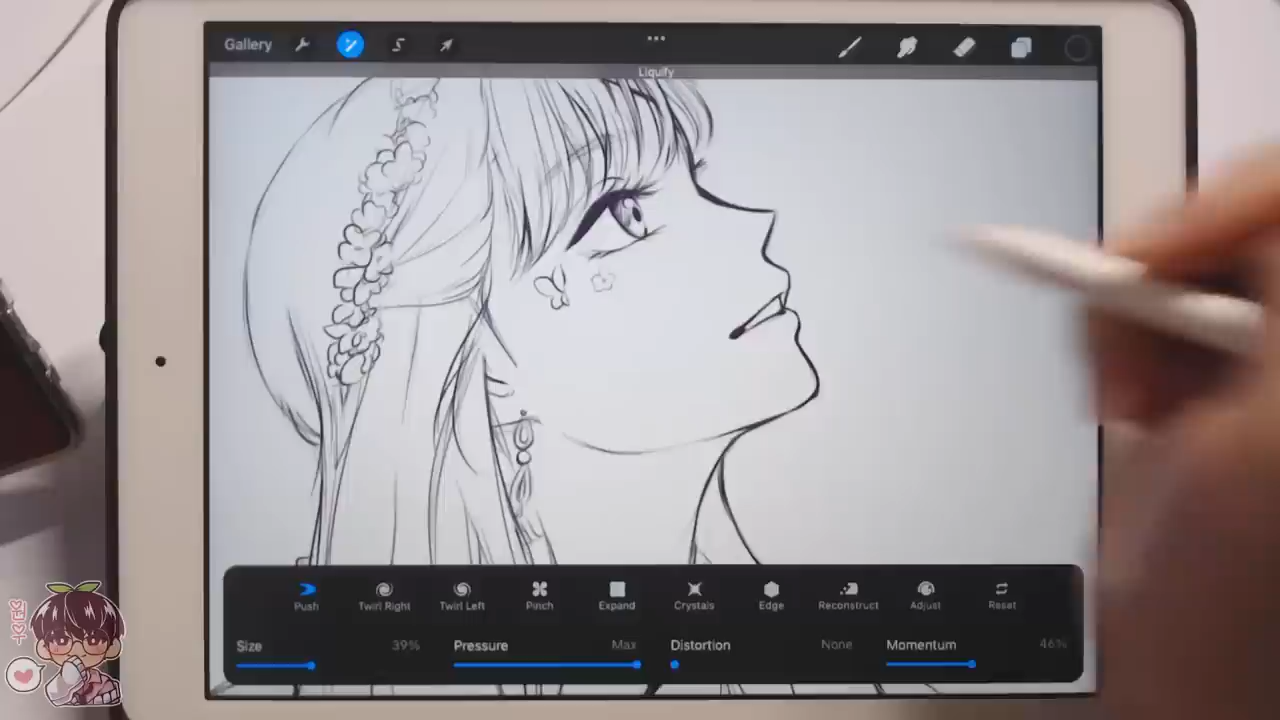 Gallery
Liquify
Push Twirl Right Twirl Left Pinch Expand Crystals Edge Reconstruct Adjust Reset
Size 39% Pressure Max Distortion None Momentum 46%